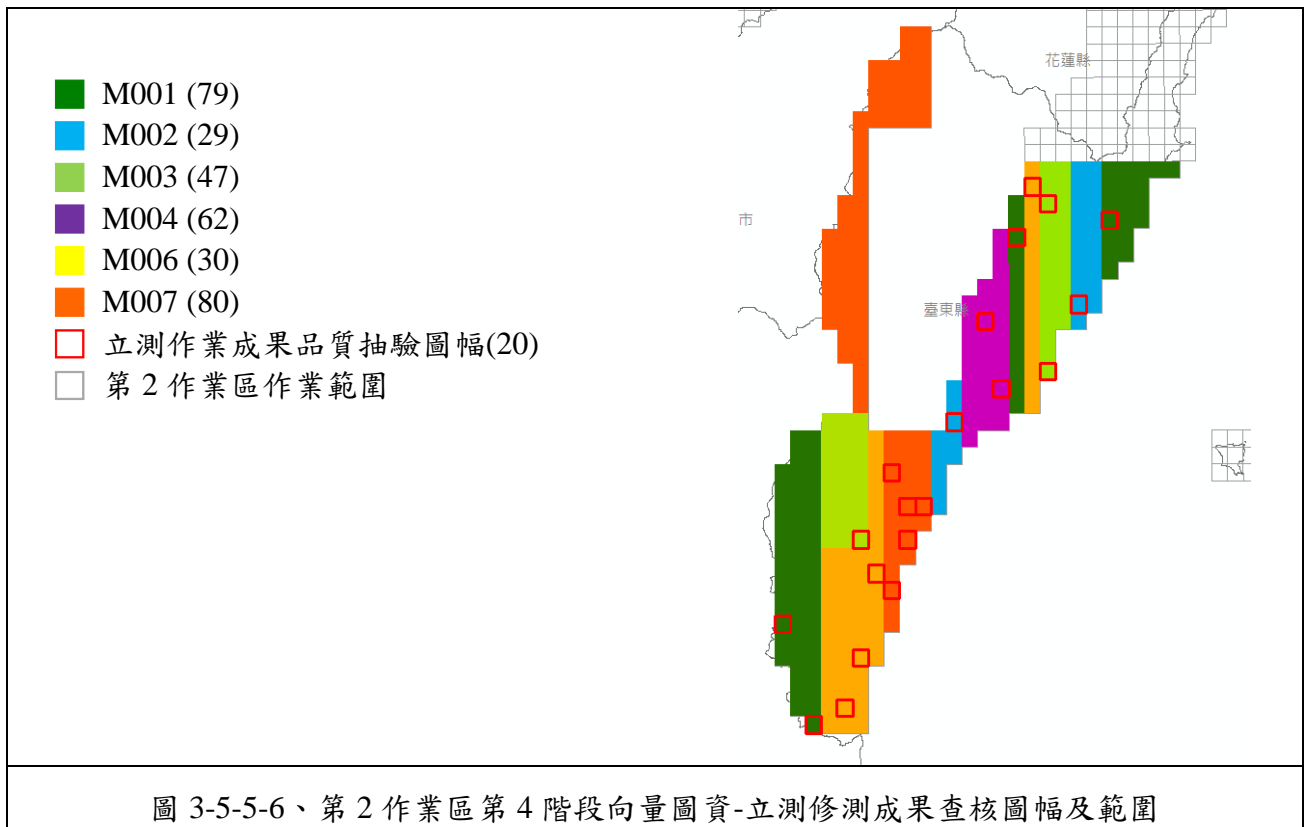 花蓮縣
M001 (79)
M002 (29)
M003 (47)
市
M004 (62)
M006 (30)
M007 (80)
臺東縣
立測作業成果品質抽驗圖幅(20)
第 2 作業區作業範圍
圖 3-5-5-6、第 2 作業區第 4 階段向量圖資-立測修測成果查核圖幅及範圍